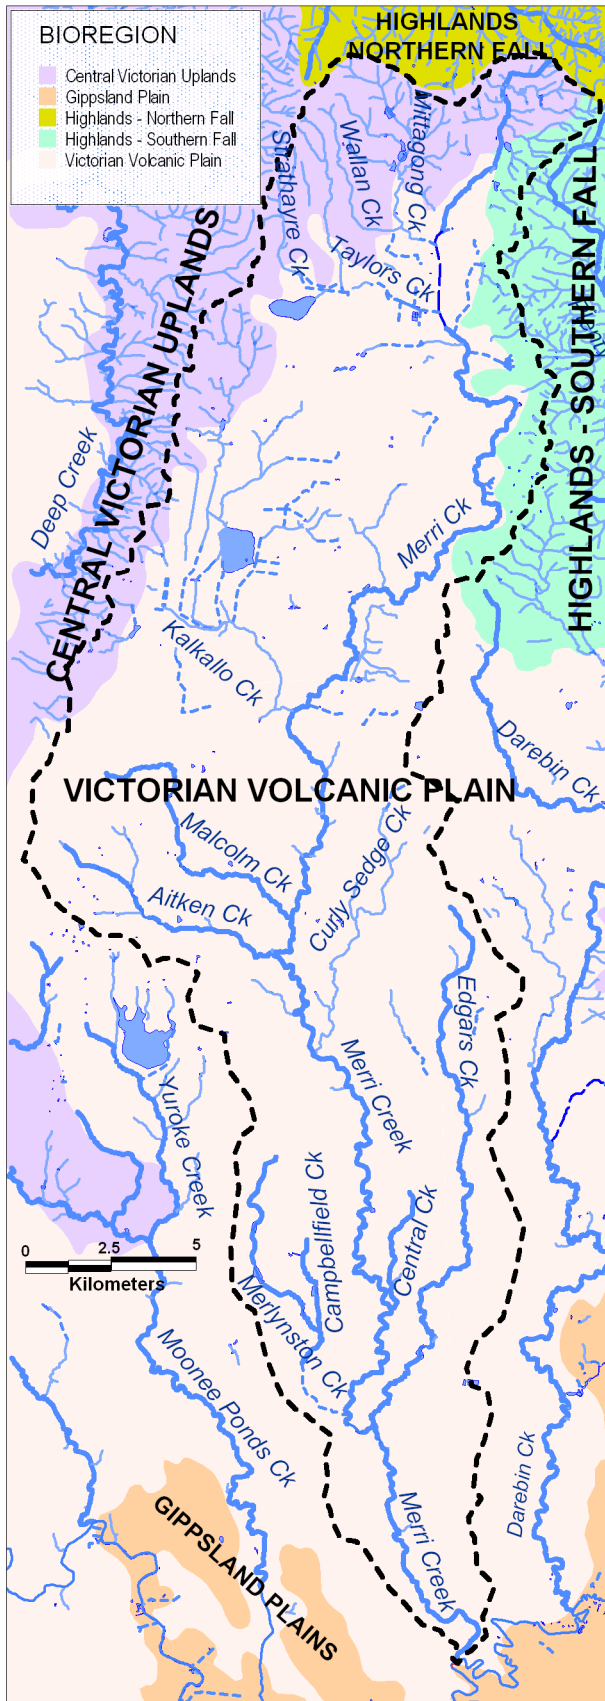 BIOREGION
Central Victorian Uplands
Gippsland Plain
Highlands - Northern Fall
Highlands - Southern Fall
Victorian Volcanic Plain
HIGHLANDS
NORTHERN FALL
Mittagong Ck
Wallan Ck
Strathayre Ck
Taylors Ck
CENTRAL VICTORIAN UPLANDS
HIGHLANDS - SOUTHERN FALL
Deep Creek
Merri Ck
Kalkallo Ck
Darebin Ck
VICTORIAN VOLCANIC PLAIN
Malcolm Ck
Curly Sedge Ck
Aitken Ck
Edgars Ck
Merri Creek
Yuroke Creek
Campbellfield Ck
Central Ck
0 2.5 5
Kilometers
Merlynston Ck
Moonee Ponds Ck
Darebin Ck
Merri Creek
GIPPSLAND PLAINS